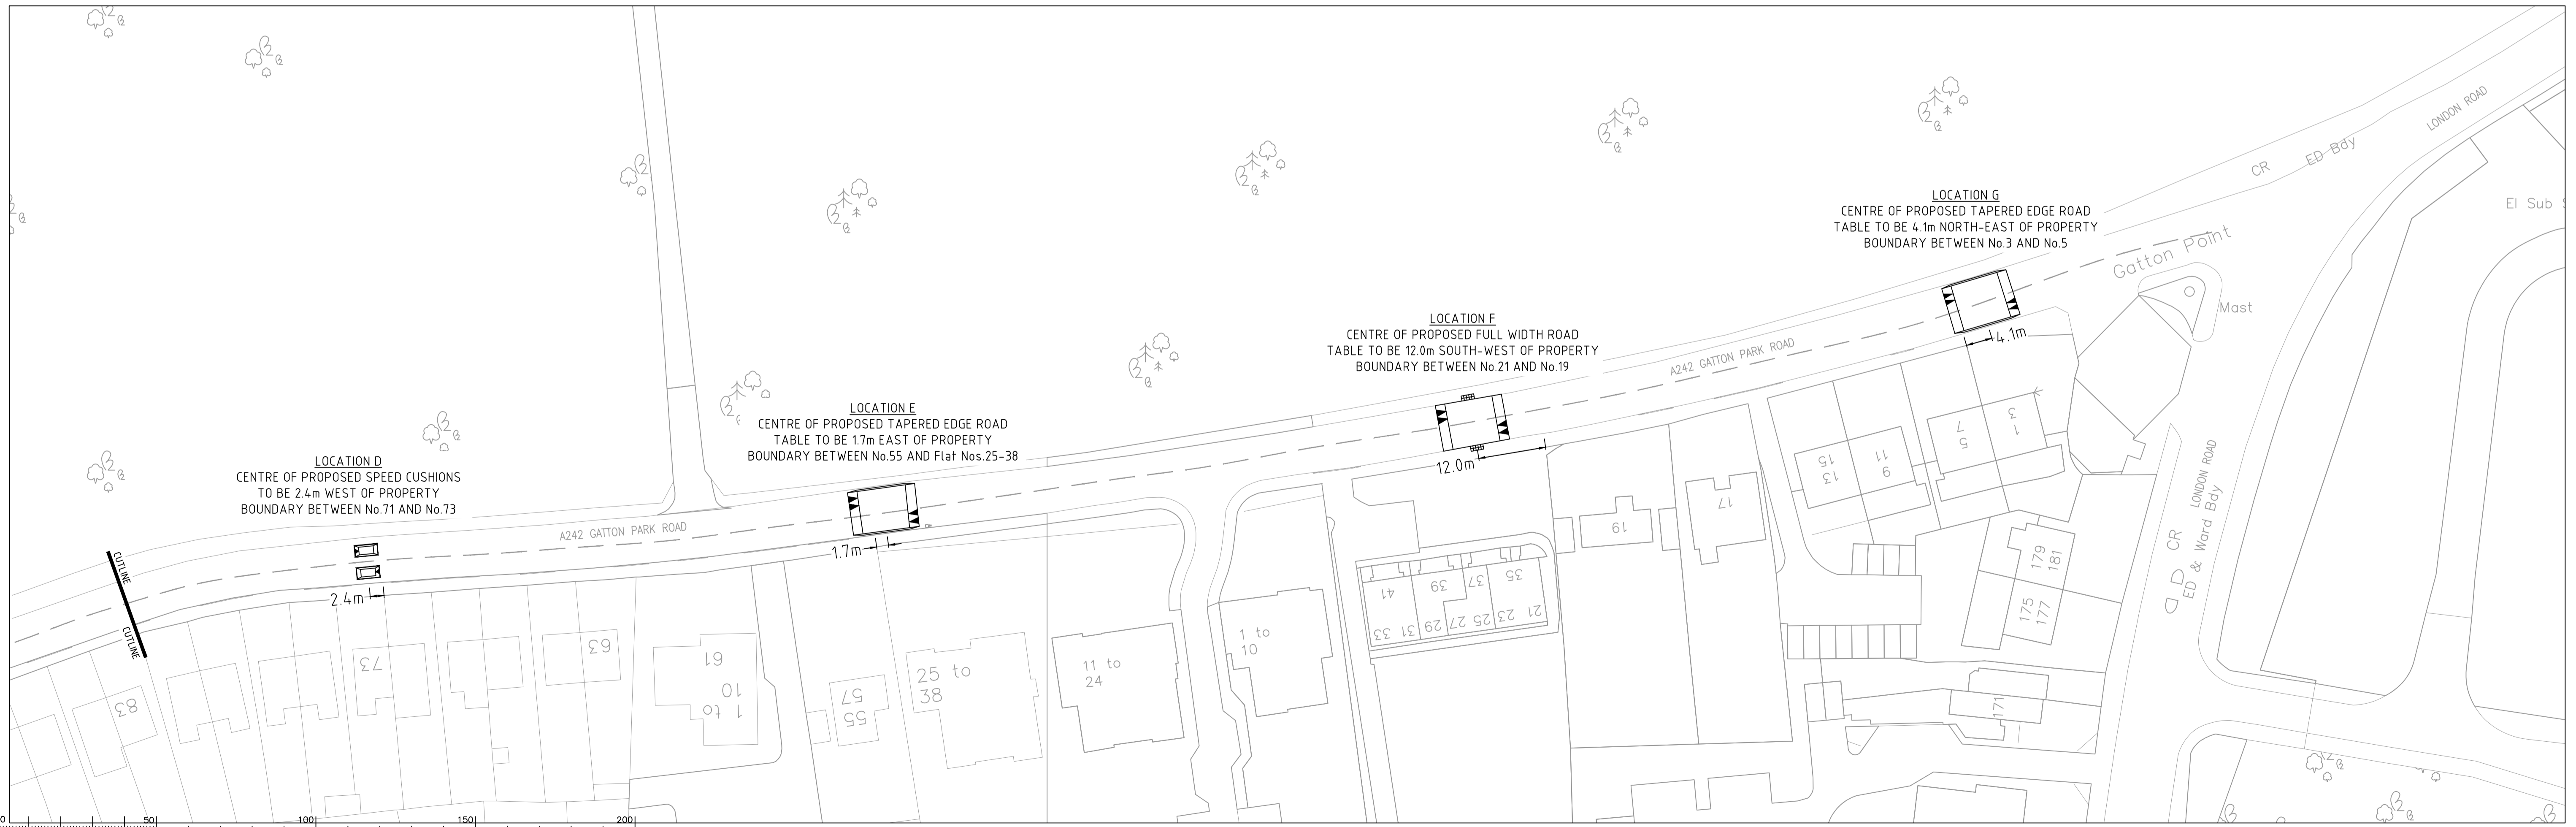 LOCATION G
CENTRE OF PROPOSED TAPERED EDGE ROAD
TABLE TO BE 4.1m NORTH-EAST OF PROPERTY
BOUNDARY BETWEEN No.3 AND No.5
LONDON ROAD
CR
ED Bdy
El Sub
Gatton Point
Mast
4.1m
LOCATION F
CENTRE OF PROPOSED FULL WIDTH ROAD
TABLE TO BE 12.0m SOUTH-WEST OF PROPERTY
BOUNDARY BETWEEN No.21 AND No.19
A242 GATTON PARK ROAD
12.0m
LOCATION E
CENTRE OF PROPOSED TAPERED EDGE ROAD
TABLE TO BE 1.7m EAST OF PROPERTY
BOUNDARY BETWEEN No.55 AND Flat Nos.25-38
1.7m
LOCATION D
CENTRE OF PROPOSED SPEED CUSHIONS
TO BE 2.4m WEST OF PROPERTY
BOUNDARY BETWEEN No.71 AND No.73
A242 GATTON PARK ROAD
2.4m
CUTLINE
CUTLINE
83
73
63
61
1 to
10
57
55
25 to
38
11 to
24
1 to
10
41
39
37
35
33
31
29
27
25
23
21
19
17
15
13
11
9
7
5
3
1
179
181
175
177
171
LONDON ROAD
CR
ED & Ward Bdy
0
50
100
150
200